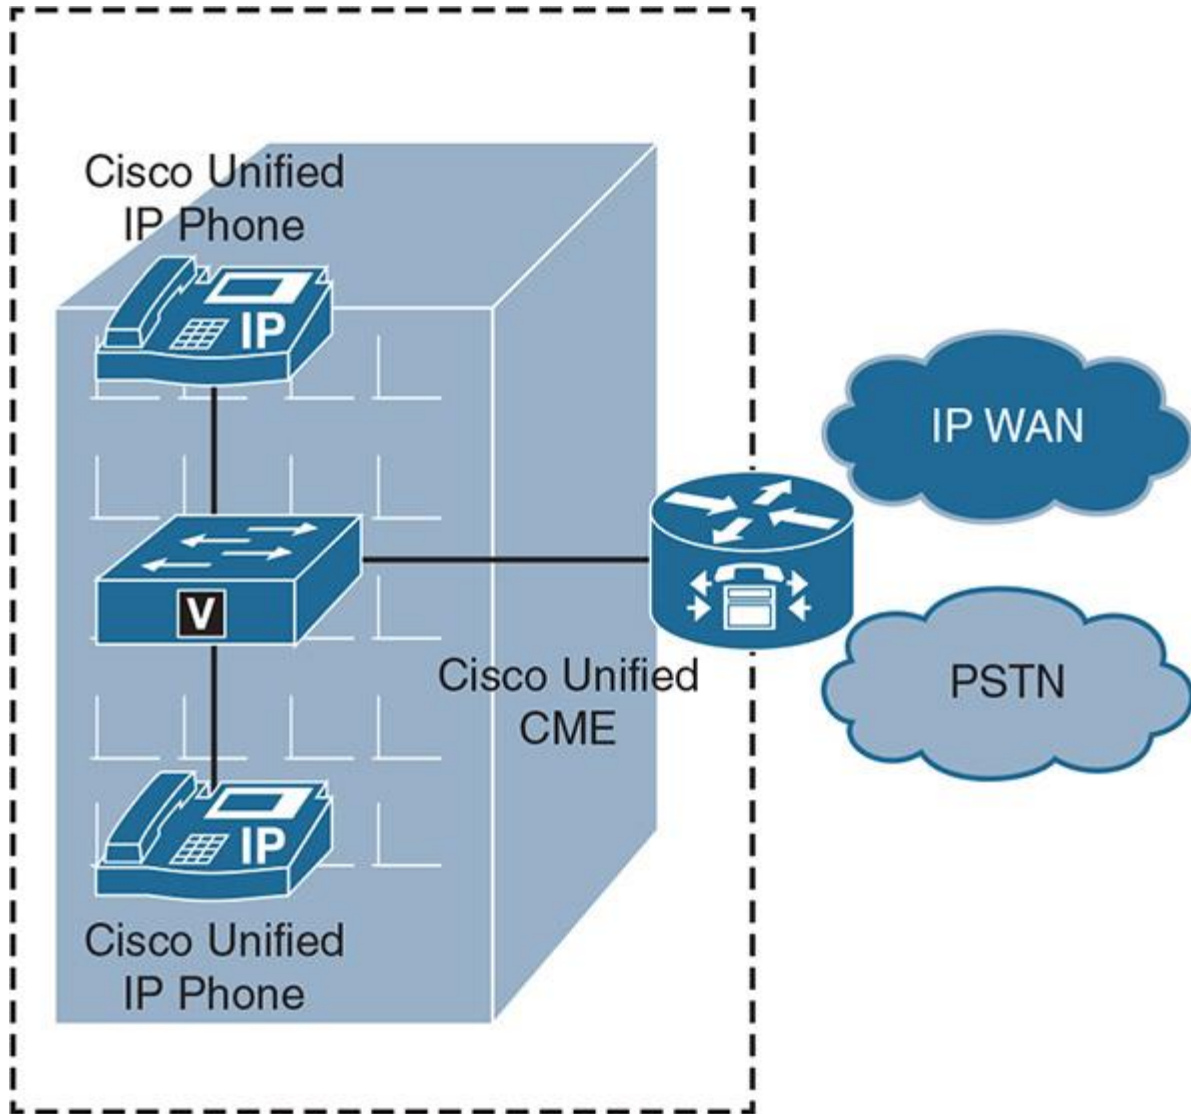 Cisco Unified
IP Phone
IP
IP WAN
V
Cisco Unified
CME
PSTN
IP
Cisco Unified
IP Phone